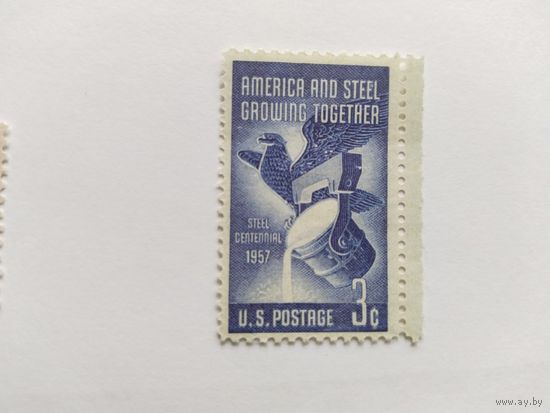 AMERICA AND STEEL
GROWING TOGETHER
STEEL
CENTENNIAL
1957
3¢
U.S. POSTAGE
www.ay.by